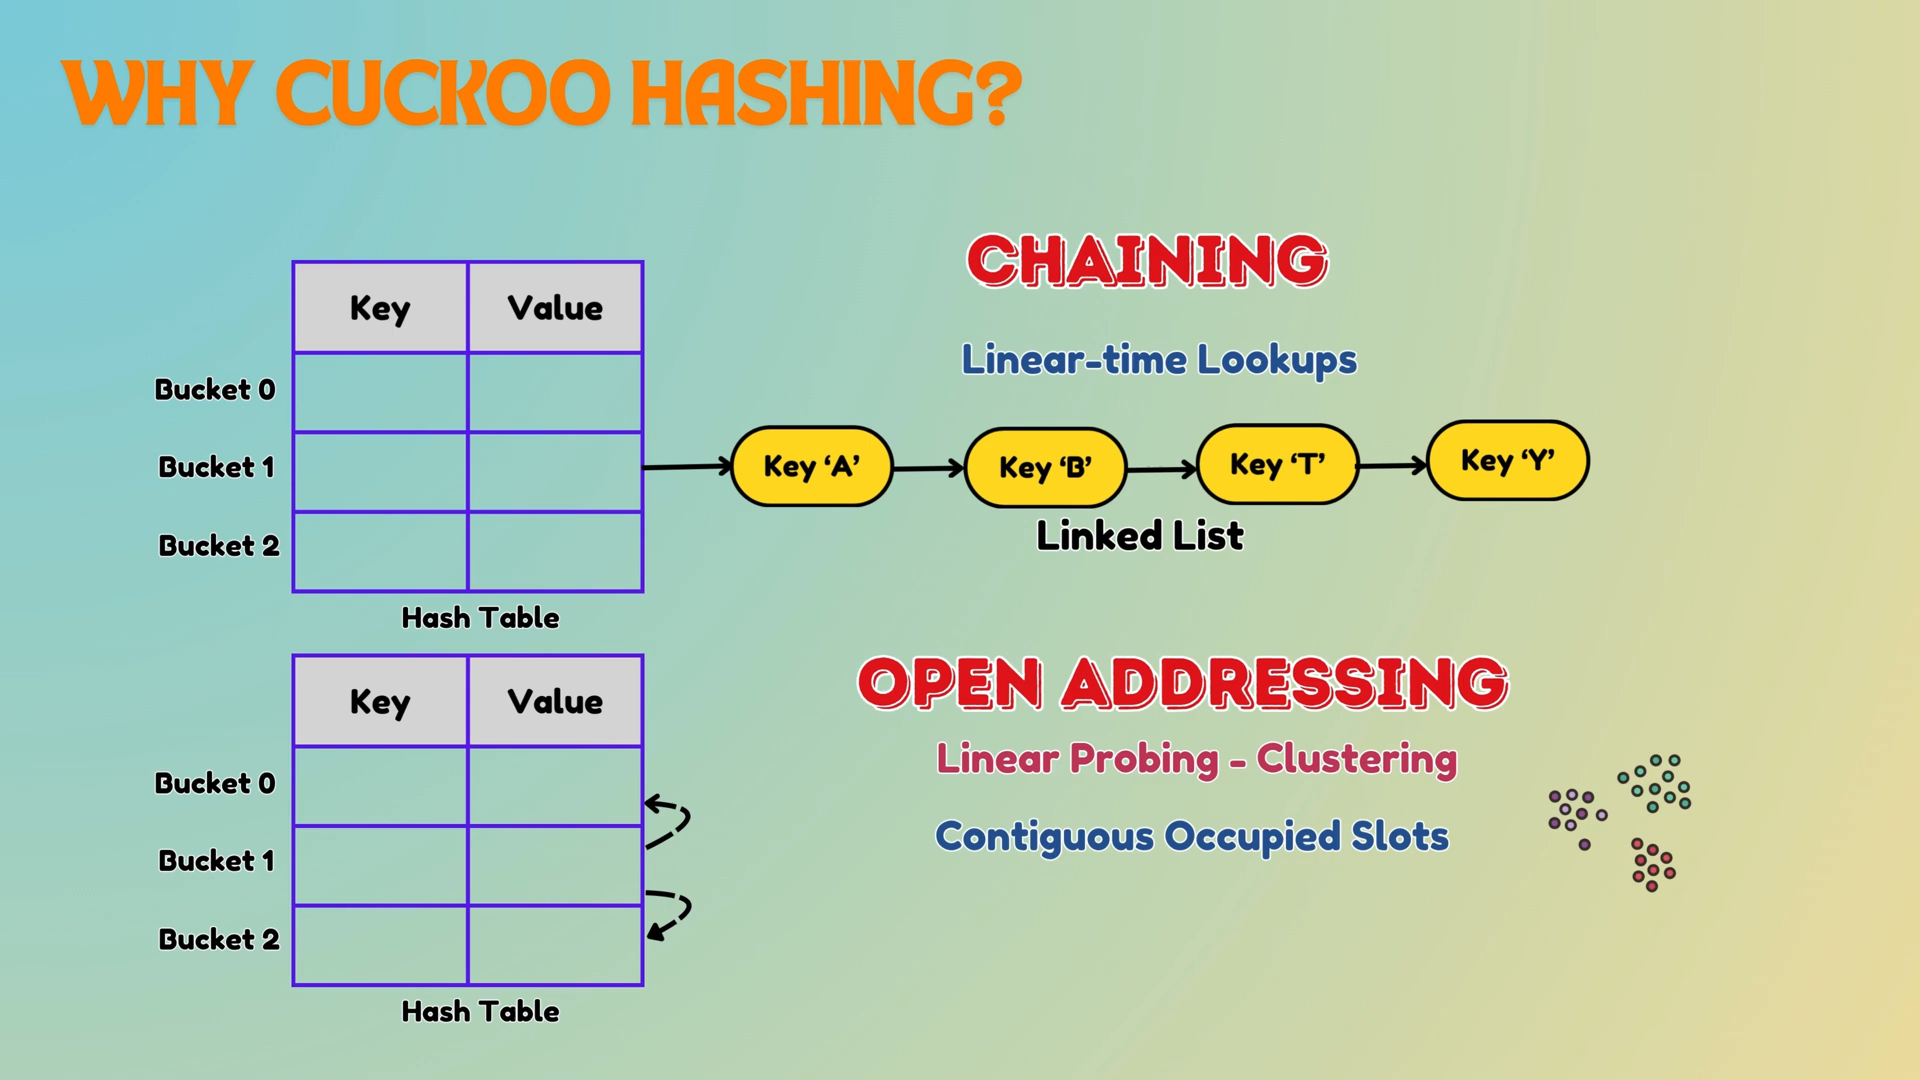 WHY CUCKOO HASHING?
CHAINING
Linear-time Lookups
Key Value
Bucket 0
Bucket 1
Bucket 2
Key ‘A’ Key ‘B’ Key ‘T’ Key ‘Y’
Linked List
Hash Table
OPEN ADDRESSING
Linear Probing - Clustering
Contiguous Occupied Slots
Key Value
Bucket 0
Bucket 1
Bucket 2
Hash Table